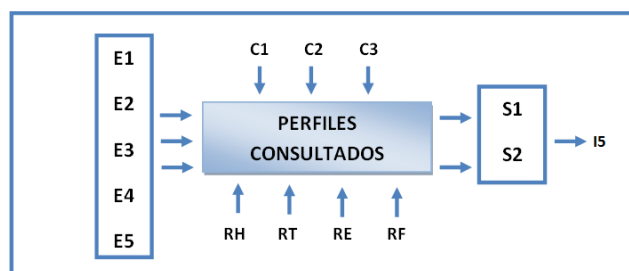 C1 C2 C3
E1
E2
E3
E4
E5
PERFILES
CONSULTADOS
S1
S2
I5
RH RT RE RF